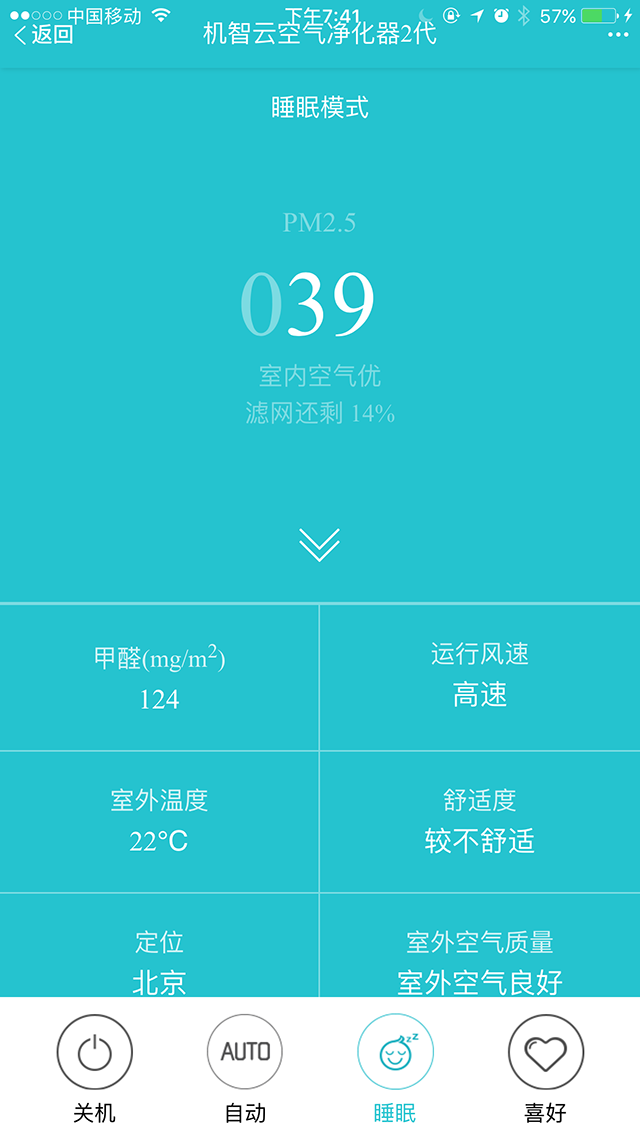 中国移动 下午7:41 57%
返回 机智云空气净化器2代
睡眠模式
PM2.5
039
室内空气优
滤网还剩 14%
甲醛(mg/m²) 运行风速
124 高速
室外温度 舒适度
22°C 较不舒适
定位 室外空气质量
北京 室外空气良好
AUTO
zzz
关机 自动 睡眠 喜好